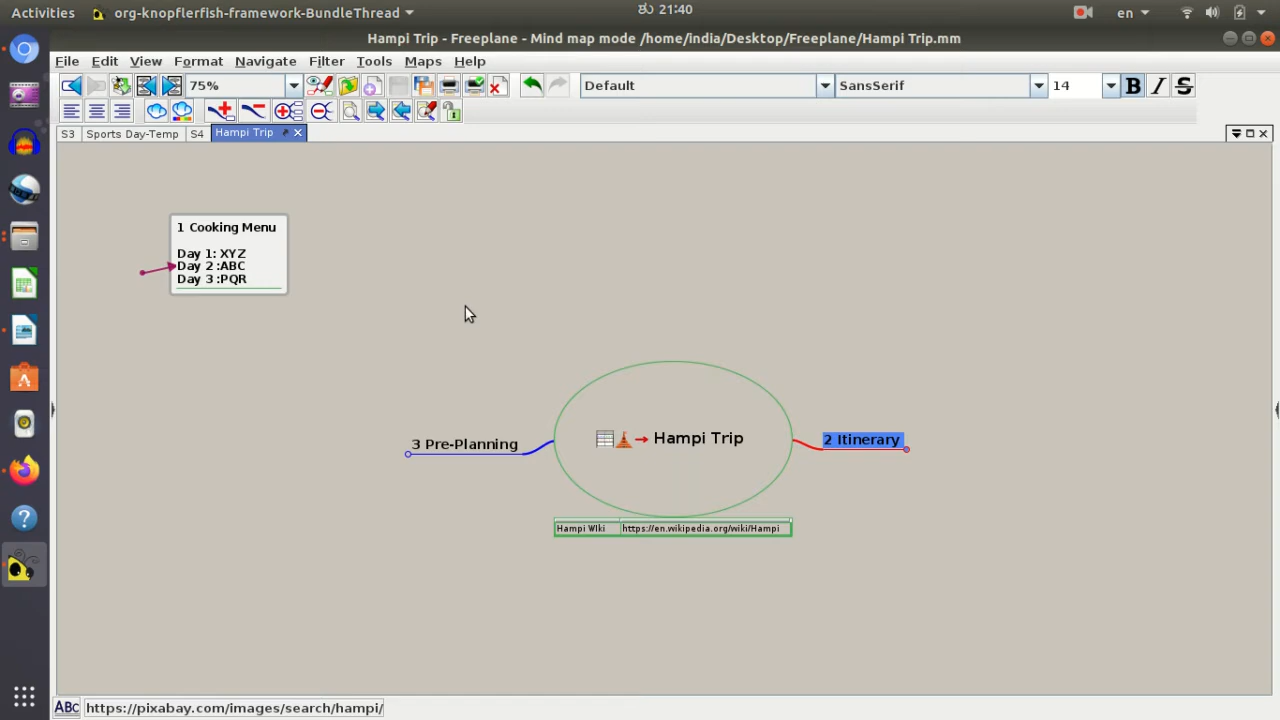 Activities
org-knopflerfish-framework-BundleThread
21:40
en
Hampi Trip - Freeplane - Mind map mode /home/india/Desktop/Freeplane/Hampi Trip.mm
File Edit View Format Navigate Filter Tools Maps Help
75%
Default
SansSerif
14
B I S
S3
Sports Day-Temp
S4
Hampi Trip
1 Cooking Menu
Day 1: XYZ
Day 2 :ABC
Day 3 :PQR
3 Pre-Planning
Hampi Trip
2 Itinerary
Hampi WIki
https://en.wikipedia.org/wiki/Hampi
ABC
https://pixabay.com/images/search/hampi/